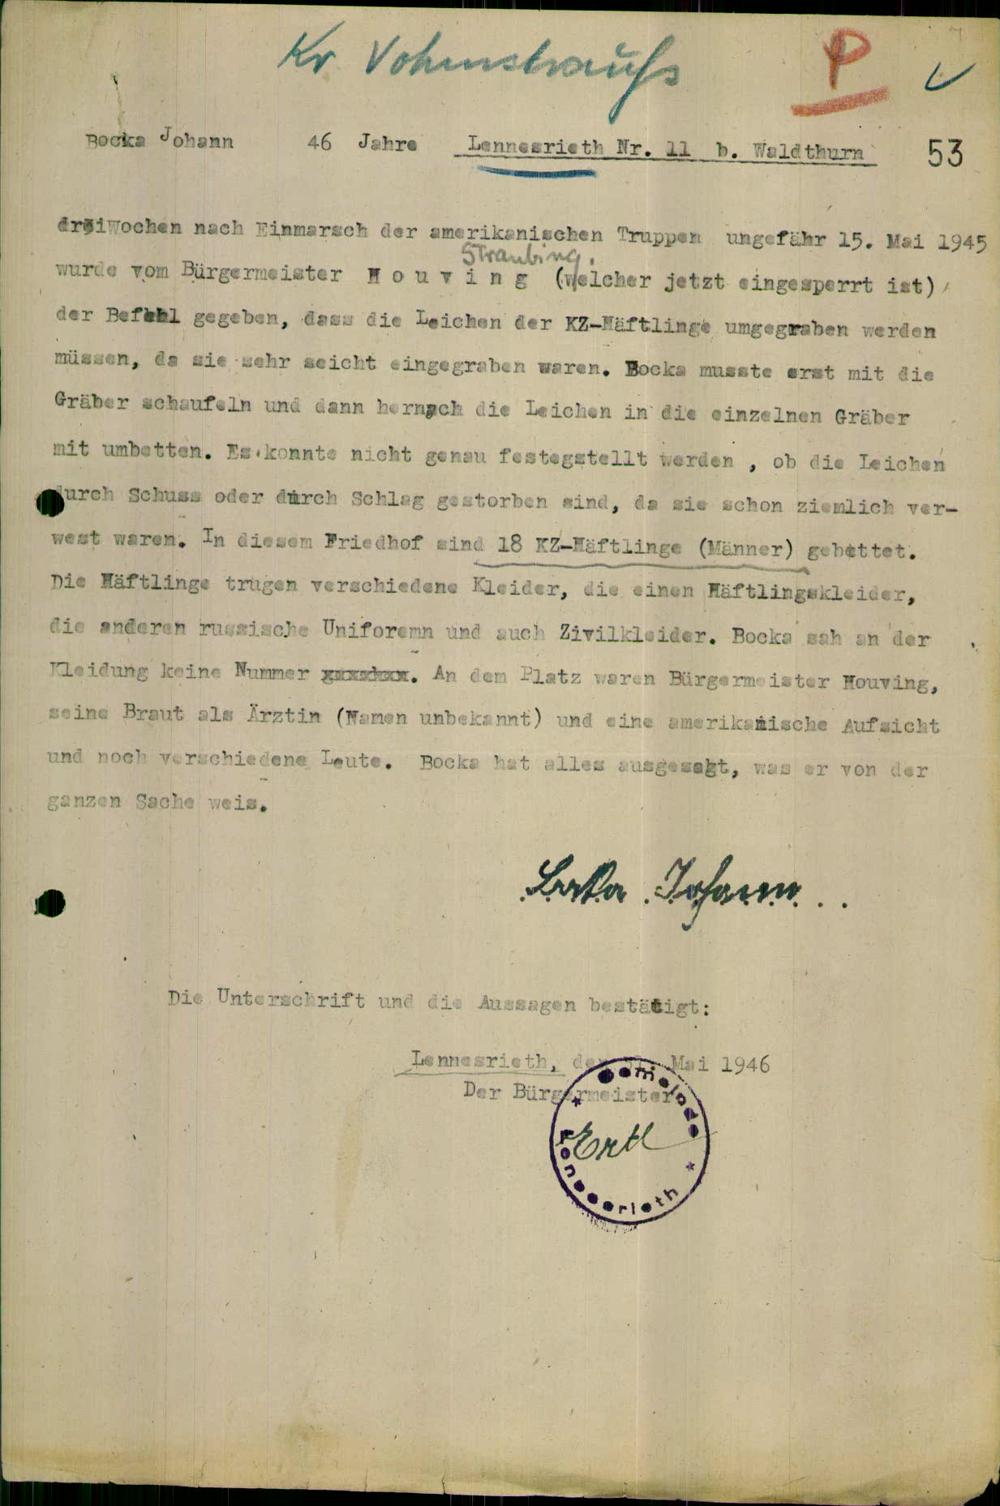 Kr Vohenstrauß
P
Bocka Johann 46 Jahre Lennesrieth Nr. 11 b. Waldthurn 53
dreiwochen nach Einmarsch der amerikanischen Truppen ungefähr 15. Mai 1945
Straubing.
wurde vom Bürgermeister H o u v i n g (welcher jetzt eingesperrt ist)
der Befehl gegeben, dass die Leichen der KZ-Häftlinge umgegraben werden
müssen, da sie sehr seicht eingegraben waren. Bocka musste erst mit die
Gräber schaufeln und dann hernach die Leichen in die einzelnen Gräber
mit umbetten. Es konnte nicht genau festegstellt werden , ob die Leichen
durch Schuss oder durch Schlag gestorben sind, da sie schon ziemlich ver-
west waren. In diesem Friedhof sind 18 KZ-Häftlinge (Männer) gebettet.
Die Häftlinge trugen verschiedene Kleider, die einen Häftlingskleider,
die anderen russische Uniforemn und auch Zivilkleider. Bocka sah an der
Kleidung keine Nummer . An dem Platz waren Bürgermeister Houving,
seine Braut als Ärztin (Namen unbekannt) und eine amerikanische Aufsicht
und noch verschiedene Leute. Bocka hat alles ausgesagt, was er von der
ganzen Sache weis.
Bocka Johann
Die Unterschrift und die Aussagen bestätigt:
Lennesrieth, den Mai 1946
Der Bürgermeister
Gemeinde
Ertl
Lennesrieth